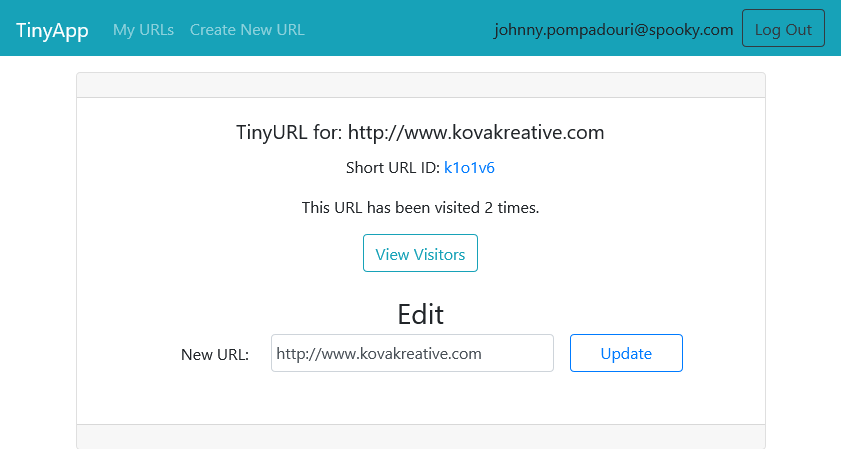 TinyApp My URLs Create New URL johnny.pompadouri@spooky.com Log Out
TinyURL for: http://www.kovakreative.com
Short URL ID: k1o1v6
This URL has been visited 2 times.
View Visitors
Edit
New URL: http://www.kovakreative.com Update